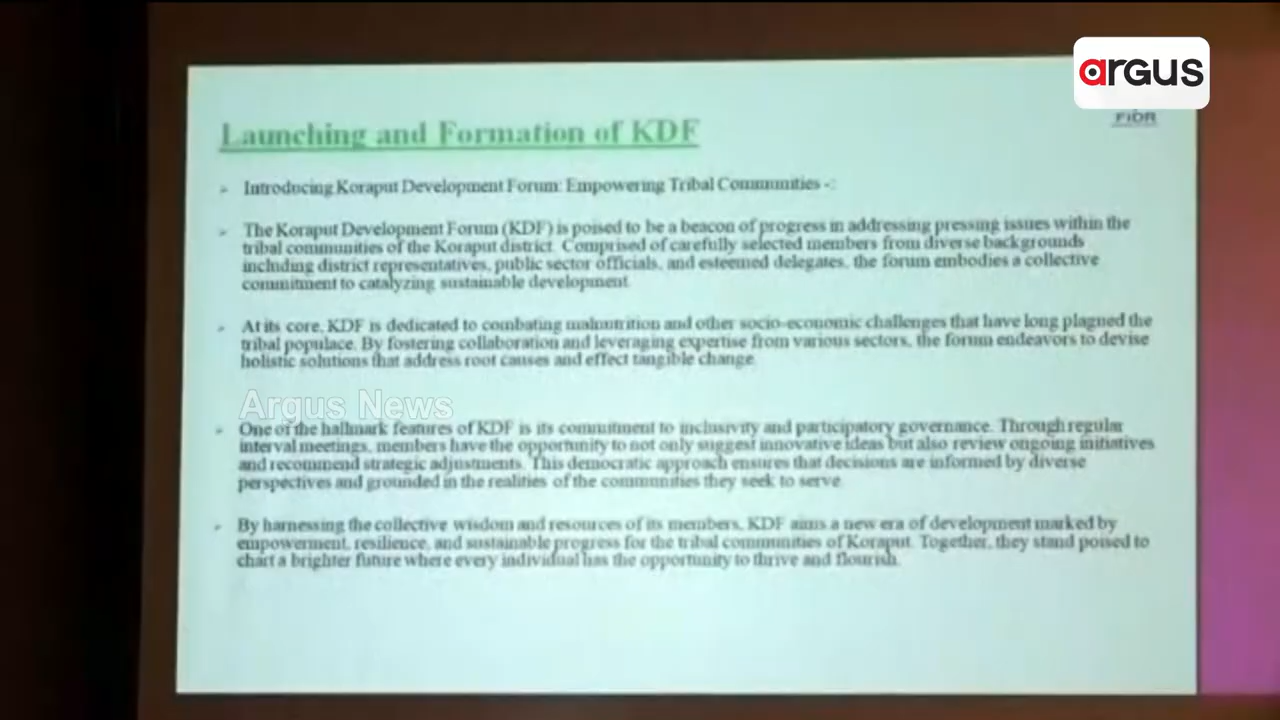 argus
FIDR
Launching and Formation of KDF
Introducing Koraput Development Forum: Empowering Tribal Communities -:
The Koraput Development Forum (KDF) is poised to be a beacon of progress in addressing pressing issues within the
tribal communities of the Koraput district. Comprised of carefully selected members from diverse backgrounds
including district representatives, public sector officials, and esteemed delegates, the forum embodies a collective
commitment to catalyzing sustainable development.
At its core, KDF is dedicated to combating malnutrition and other socio-economic challenges that have long plagued the
tribal populace. By fostering collaboration and leveraging expertise from various sectors, the forum endeavors to devise
holistic solutions that address root causes and effect tangible change.
Argus News
One of the hallmark features of KDF is its commitment to inclusivity and participatory governance. Through regular
interval meetings, members have the opportunity to not only suggest innovative ideas but also review ongoing initiatives
and recommend strategic adjustments. This democratic approach ensures that decisions are informed by diverse
perspectives and grounded in the realities of the communities they seek to serve.
By harnessing the collective wisdom and resources of its members, KDF aims a new era of development marked by
empowerment, resilience, and sustainable progress for the tribal communities of Koraput. Together, they stand poised to
chart a brighter future where every individual has the opportunity to thrive and flourish.